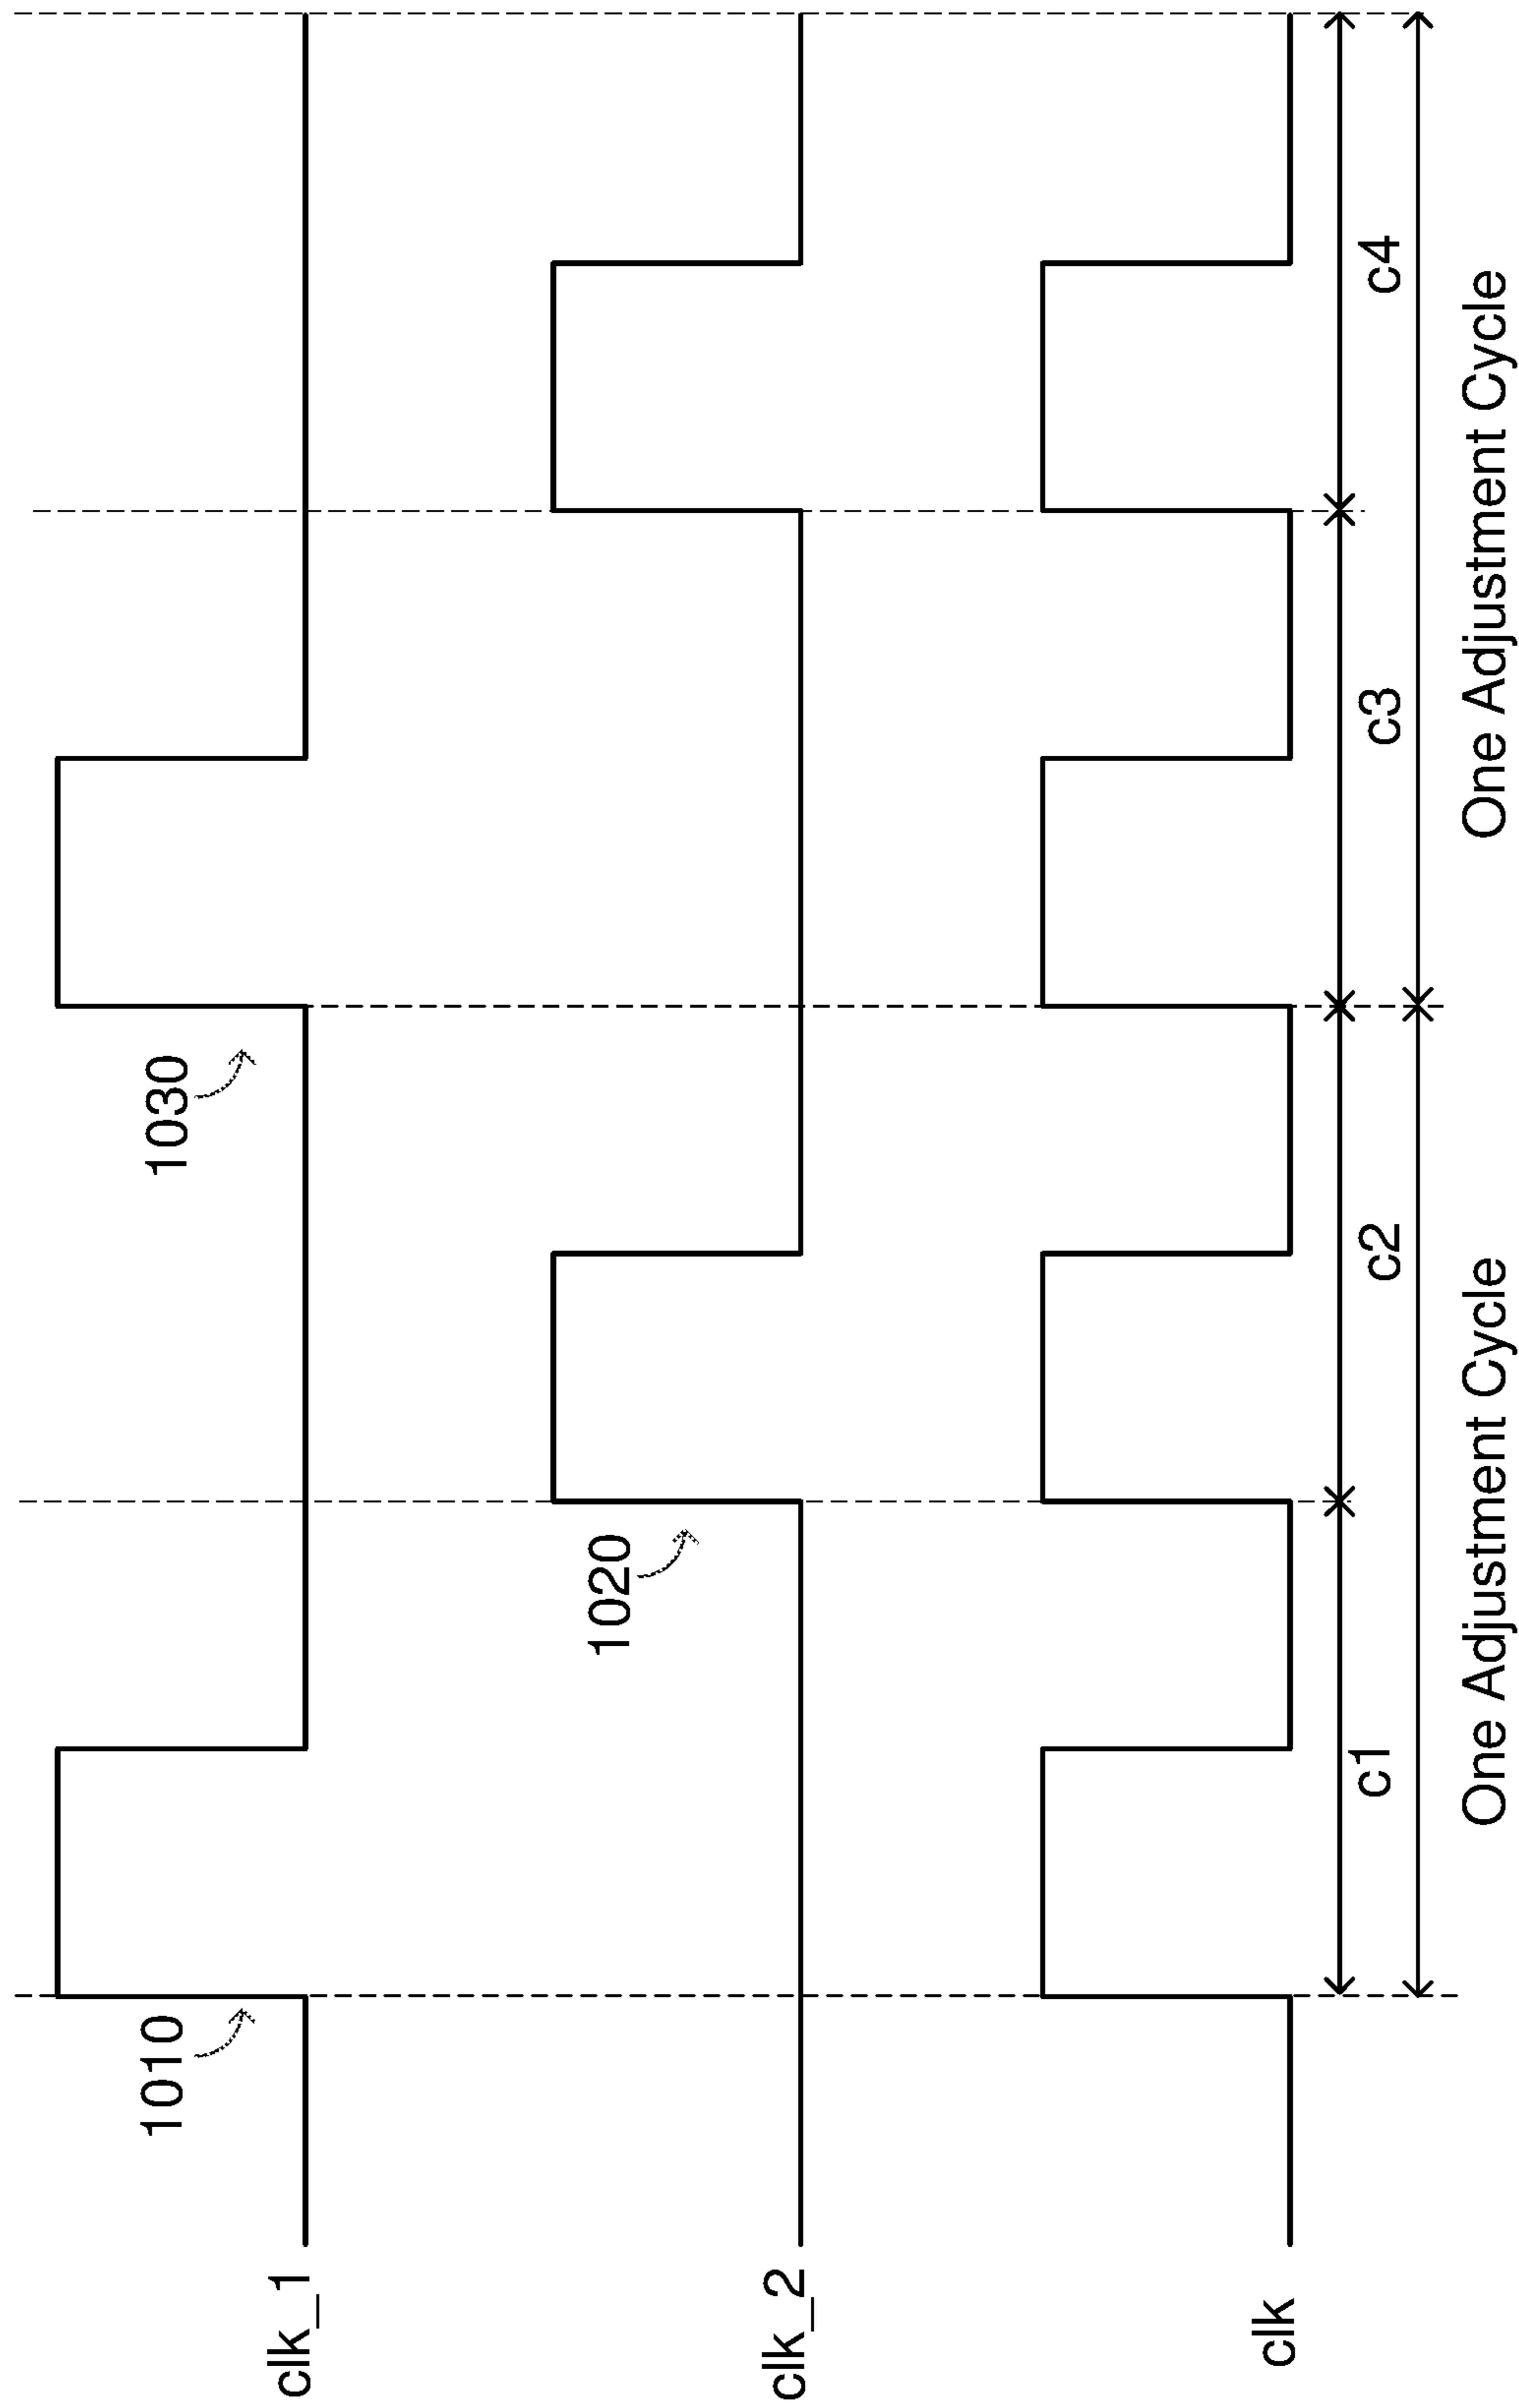 1010
1030
clk_1
1020
clk_2
clk
c1
c2
c3
c4
One Adjustment Cycle
One Adjustment Cycle